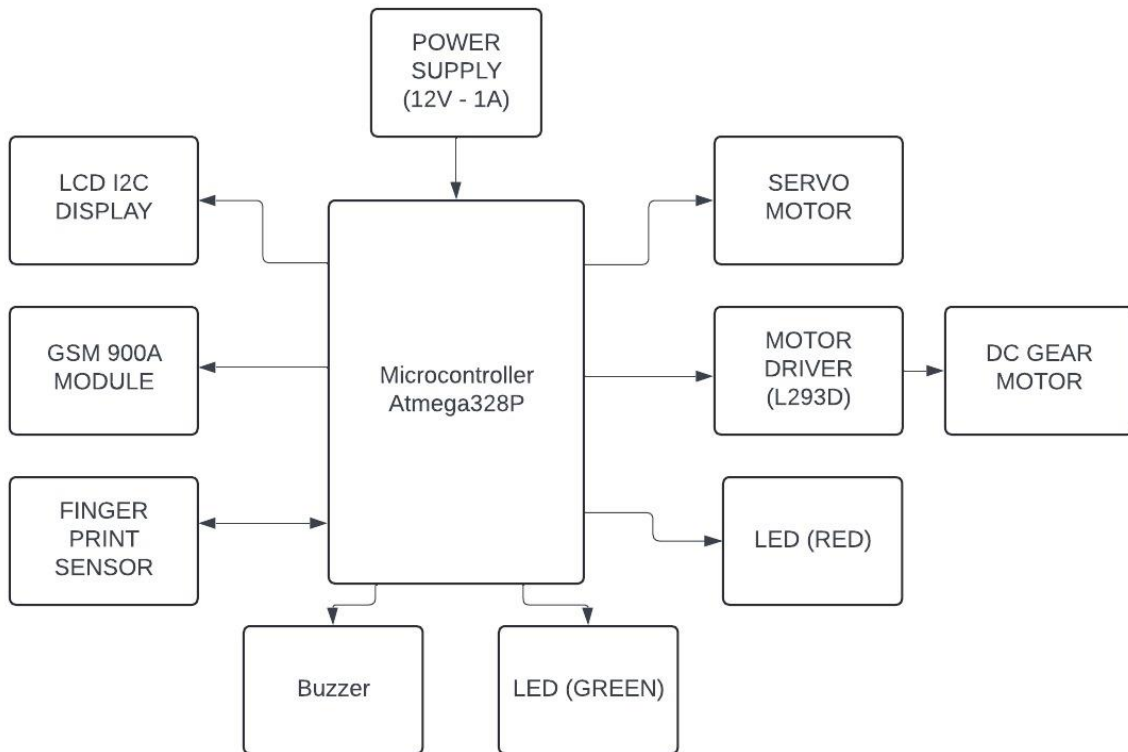 POWER
SUPPLY
(12V - 1A)
LCD I2C
DISPLAY
SERVO
MOTOR
GSM 900A
MODULE
Microcontroller
Atmega328P
MOTOR
DRIVER
(L293D)
DC GEAR
MOTOR
FINGER
PRINT
SENSOR
LED (RED)
Buzzer
LED (GREEN)